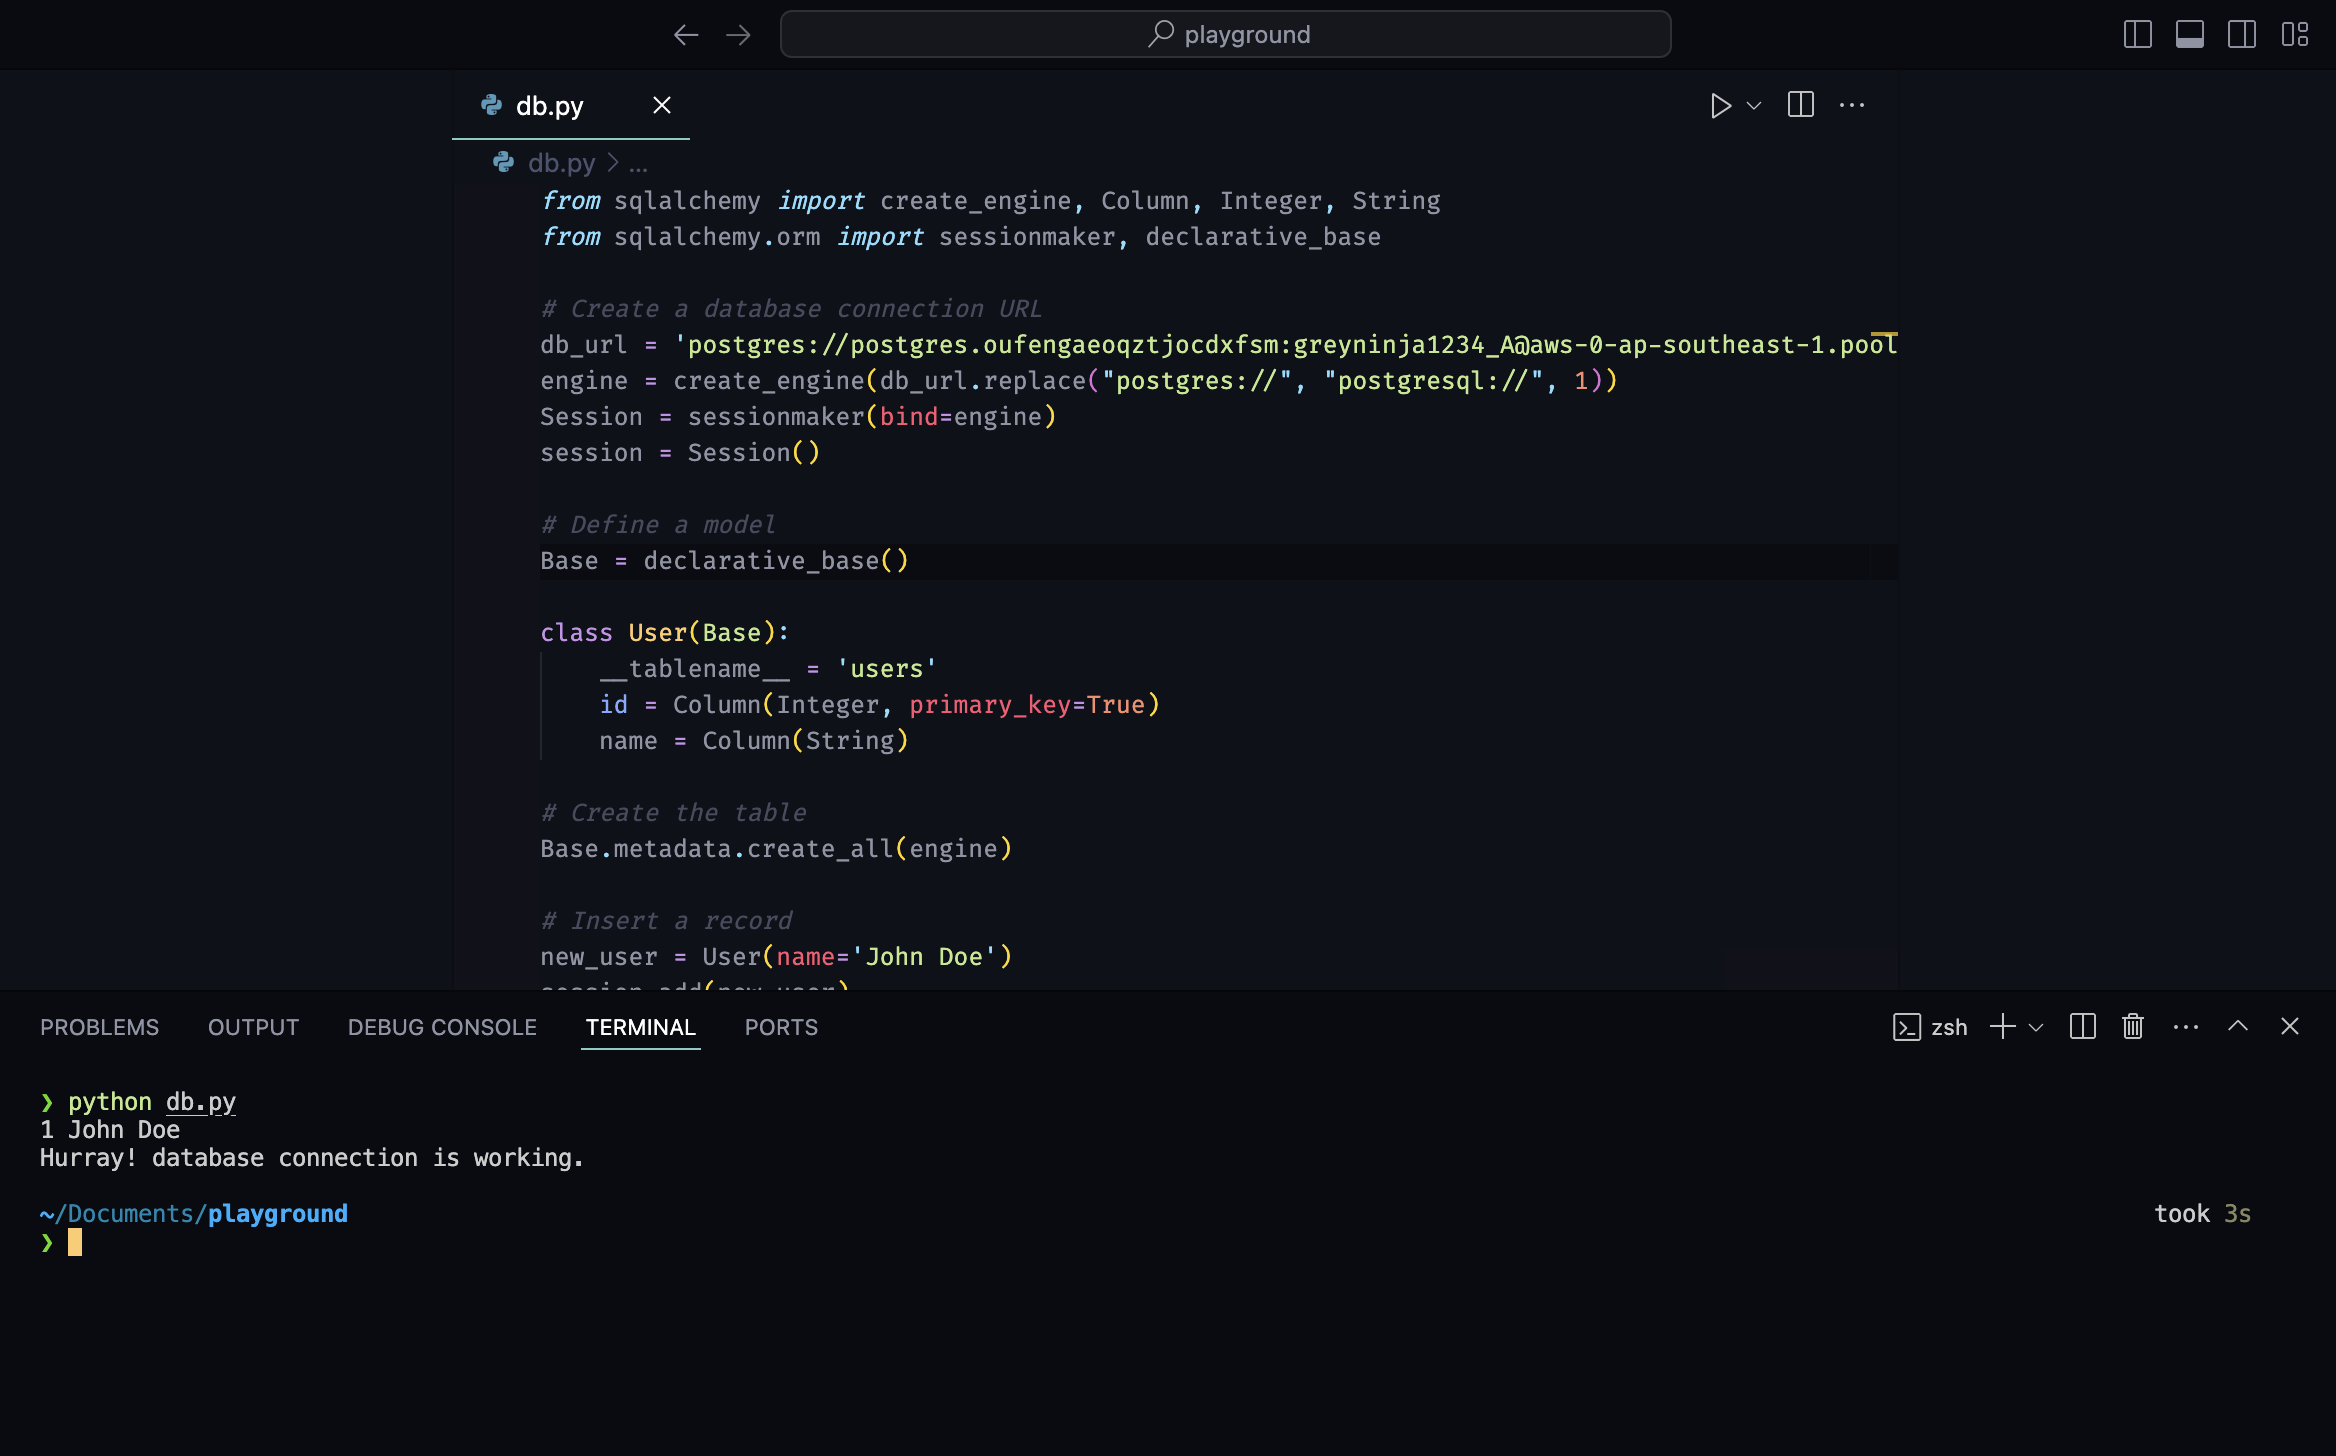 playground
db.py
db.py > ...
from sqlalchemy import create_engine, Column, Integer, String
from sqlalchemy.orm import sessionmaker, declarative_base
# Create a database connection URL
db_url = 'postgres://postgres.oufengaeoqztjocdxfsm:greyninja1234_A@aws-0-ap-southeast-1.pool
engine = create_engine(db_url.replace("postgres://", "postgresql://", 1))
Session = sessionmaker(bind=engine)
session = Session()
# Define a model
Base = declarative_base()
class User(Base):
    __tablename__ = 'users'
    id = Column(Integer, primary_key=True)
    name = Column(String)
# Create the table
Base.metadata.create_all(engine)
# Insert a record
new_user = User(name='John Doe')
session.add(new_user)
PROBLEMS OUTPUT DEBUG CONSOLE TERMINAL PORTS zsh
❯ python db.py
1 John Doe
Hurray! database connection is working.
~/Documents/playground took 3s
❯